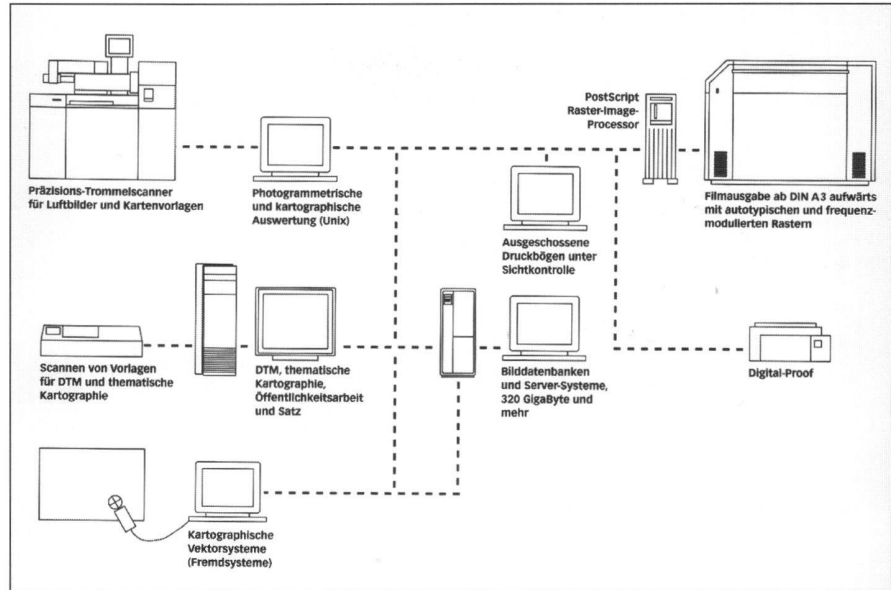 PostScript
Raster-Image-
Processor
Präzisions-Trommelscanner
für Luftbilder und Kartenvorlagen
Photogrammetrische
und kartographische
Auswertung (Unix)
Filmausgabe ab DIN A3 aufwärts
mit autotypischen und frequenz-
modulierten Rastern
Ausgeschossene
Druckbögen unter
Sichtkontrolle
Scannen von Vorlagen
für DTM und thematische
Kartographie
DTM, thematische
Kartographie,
Öffentlichkeitsarbeit
und Satz
Bilddatenbanken
und Server-Systeme,
320 GigaByte und
mehr
Digital-Proof
Kartographische
Vektorsysteme
(Fremdsysteme)